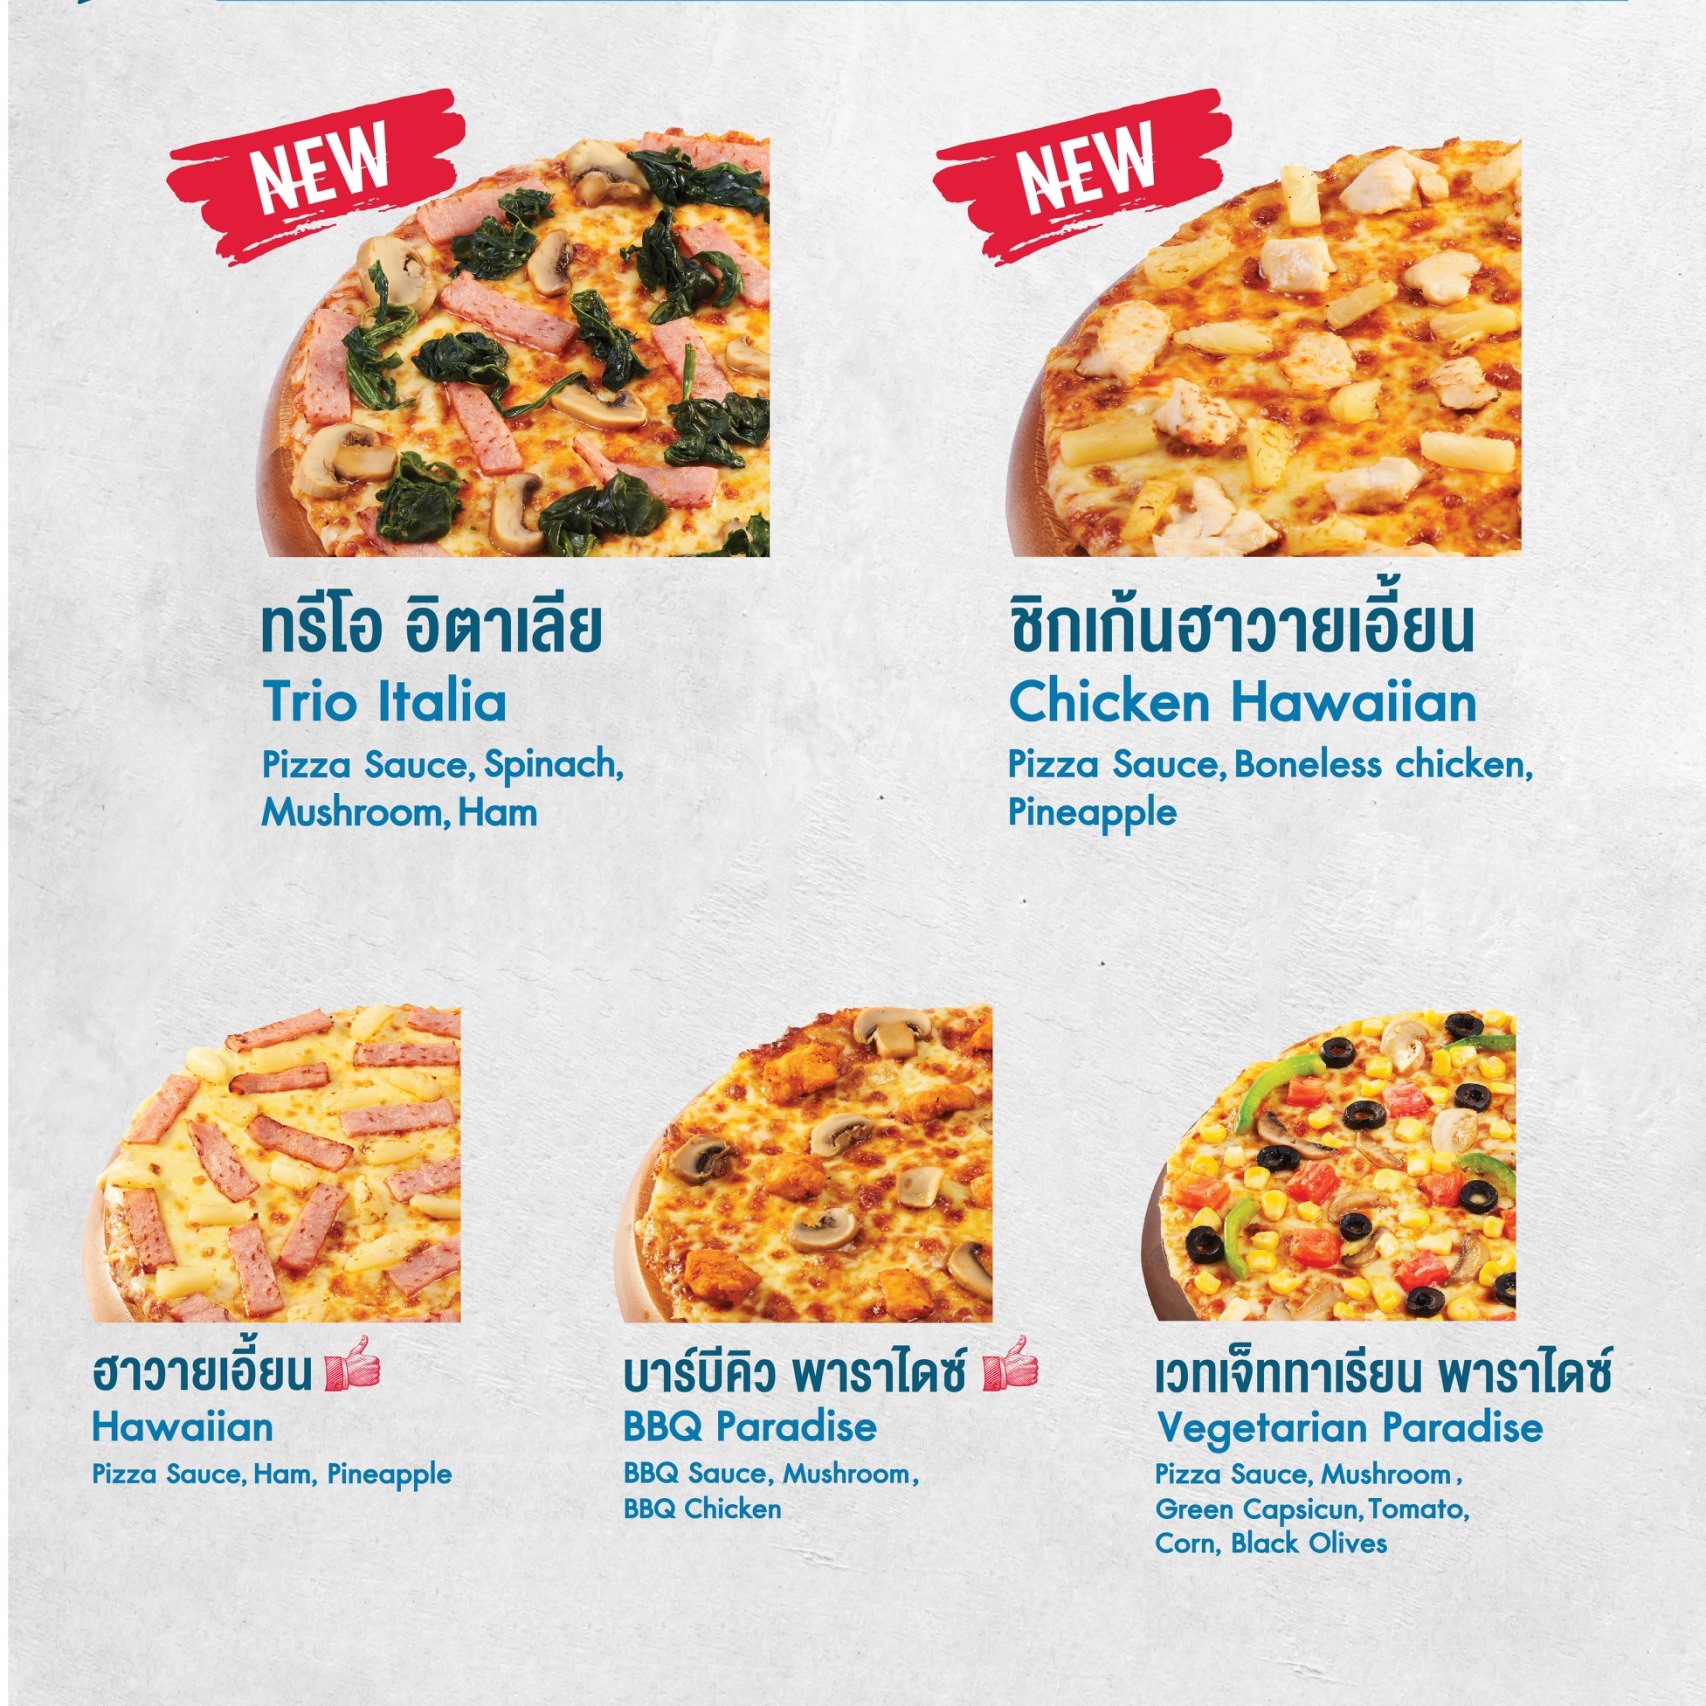 NEW
ทรีโอ อิตาเลีย
Trio Italia
Pizza Sauce, Spinach,
Mushroom, Ham
NEW
ชิกเก้นฮาวายเอี้ยน
Chicken Hawaiian
Pizza Sauce, Boneless chicken,
Pineapple
ฮาวายเอี้ยน
Hawaiian
Pizza Sauce, Ham, Pineapple
บาร์บีคิว พาราไดซ์
BBQ Paradise
BBQ Sauce, Mushroom,
BBQ Chicken
เวทเจ็ททาเรียน พาราไดซ์
Vegetarian Paradise
Pizza Sauce, Mushroom,
Green Capsicun, Tomato,
Corn, Black Olives